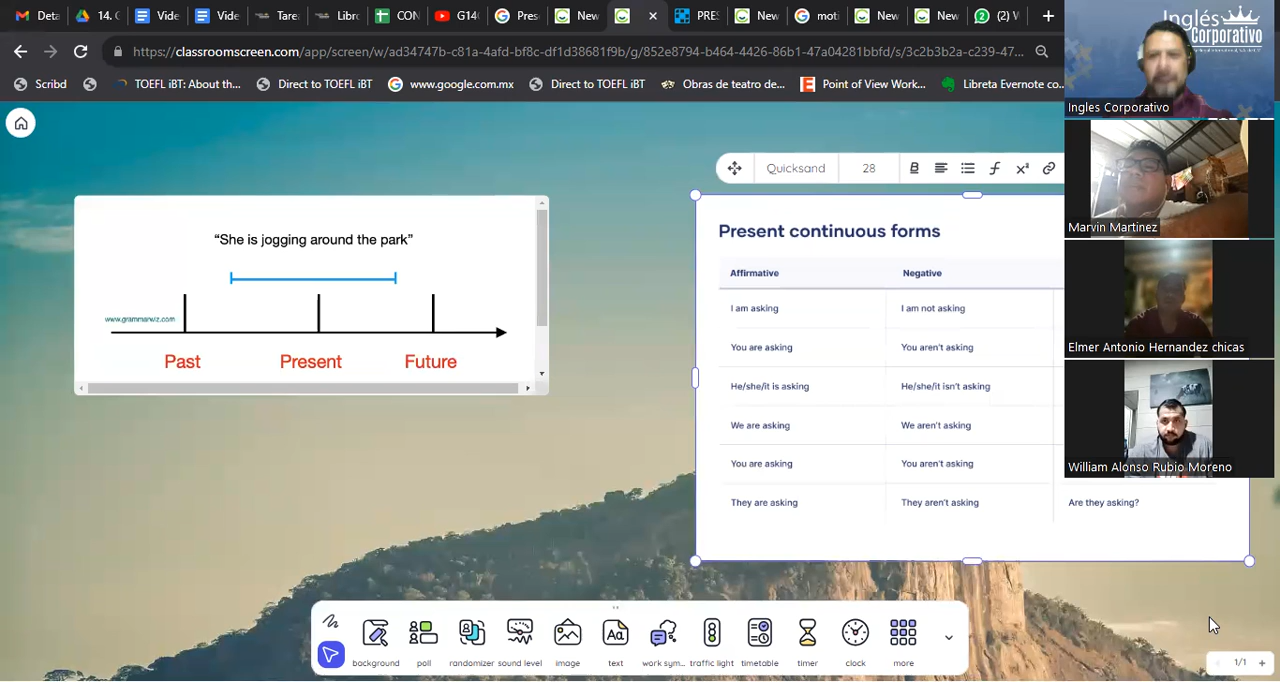 Deta
14. (
Vide
Vide
Tare
Libro
CON
G14
Pres
New
PRES
New
moti
New
New
(2) W
https://classroomscreen.com/app/screen/w/ad34747b-c81a-4afd-bf8c-df1d38681f9b/g/852e8794-b464-4426-86b1-47a04281bbfd/s/3c2b3b2a-c239-47...
Scribd
TOEFL iBT: About th...
Direct to TOEFL iBT
www.google.com.mx
Direct to TOEFL iBT
Obras de teatro de...
Point of View Work...
Libreta Evernote co...
Inglés
Corporativo
Ingles Corporativo
Marvin Martinez
Elmer Antonio Hernandez chicas
William Alonso Rubio Moreno
Quicksand 28
"She is jogging around the park"
www.grammarwiz.com
Past Present Future
Present continuous forms
Affirmative Negative
I am asking I am not asking
You are asking You aren't asking
He/she/it is asking He/she/it isn't asking
We are asking We aren't asking
You are asking You aren't asking
They are asking They aren't asking Are they asking?
background poll randomizer sound level image text work sym... traffic light timetable timer clock more
1/1